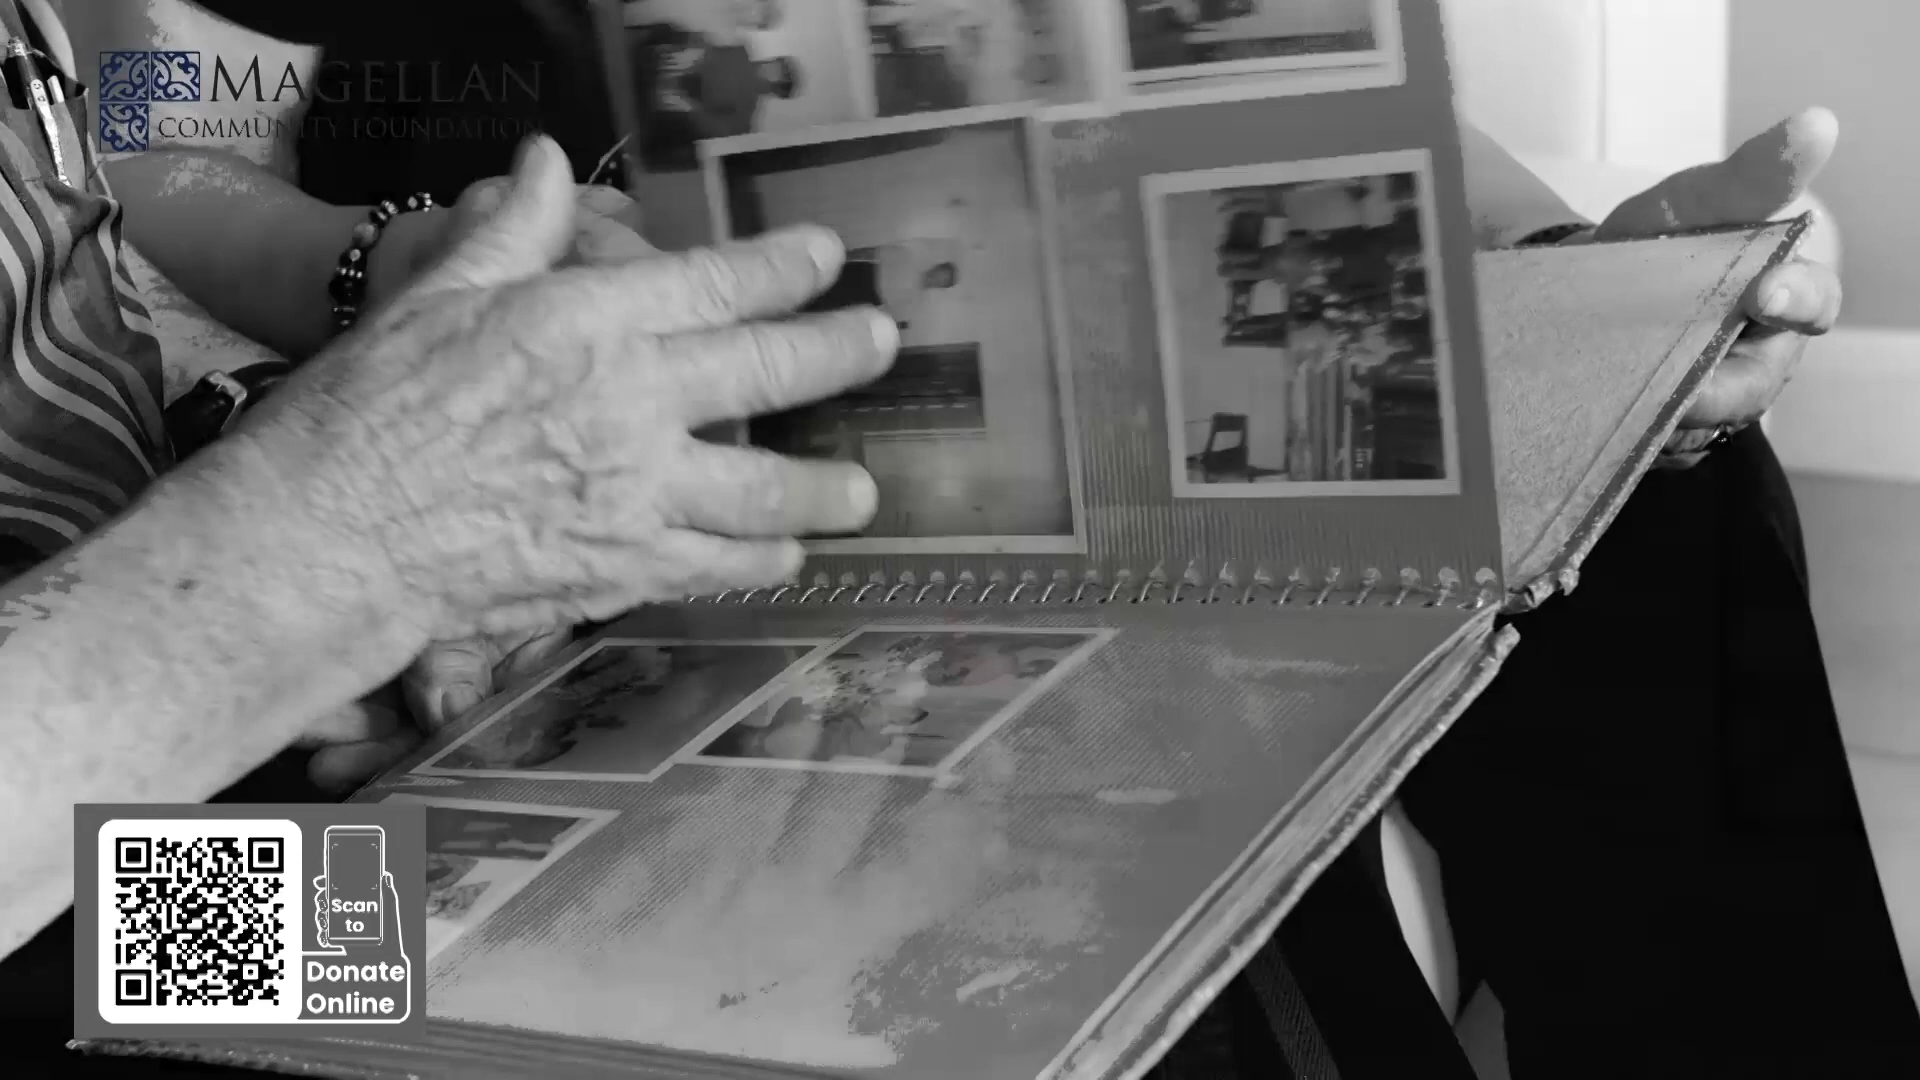 MAGELLAN
COMMUNITY FOUNDATION
Scan
to
Donate
Online